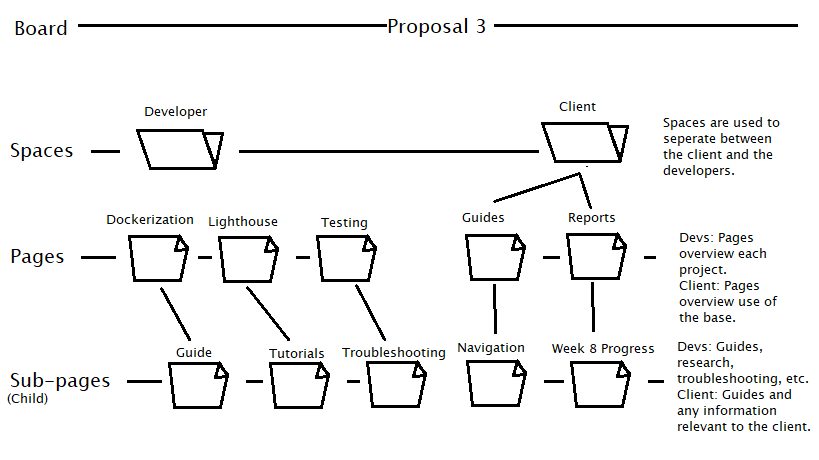 Board
Proposal 3
Developer
Client
Spaces
Spaces are used to
seperate between
the client and the
developers.
Dockerization
Lighthouse
Testing
Guides
Reports
Pages
Devs: Pages
overview each
project.
Client: Pages
overview use of
the base.
Guide
Tutorials
Troubleshooting
Navigation
Week 8 Progress
Sub-pages
(Child)
Devs: Guides,
research,
troubleshooting, etc.
Client: Guides and
any information
relevant to the client.